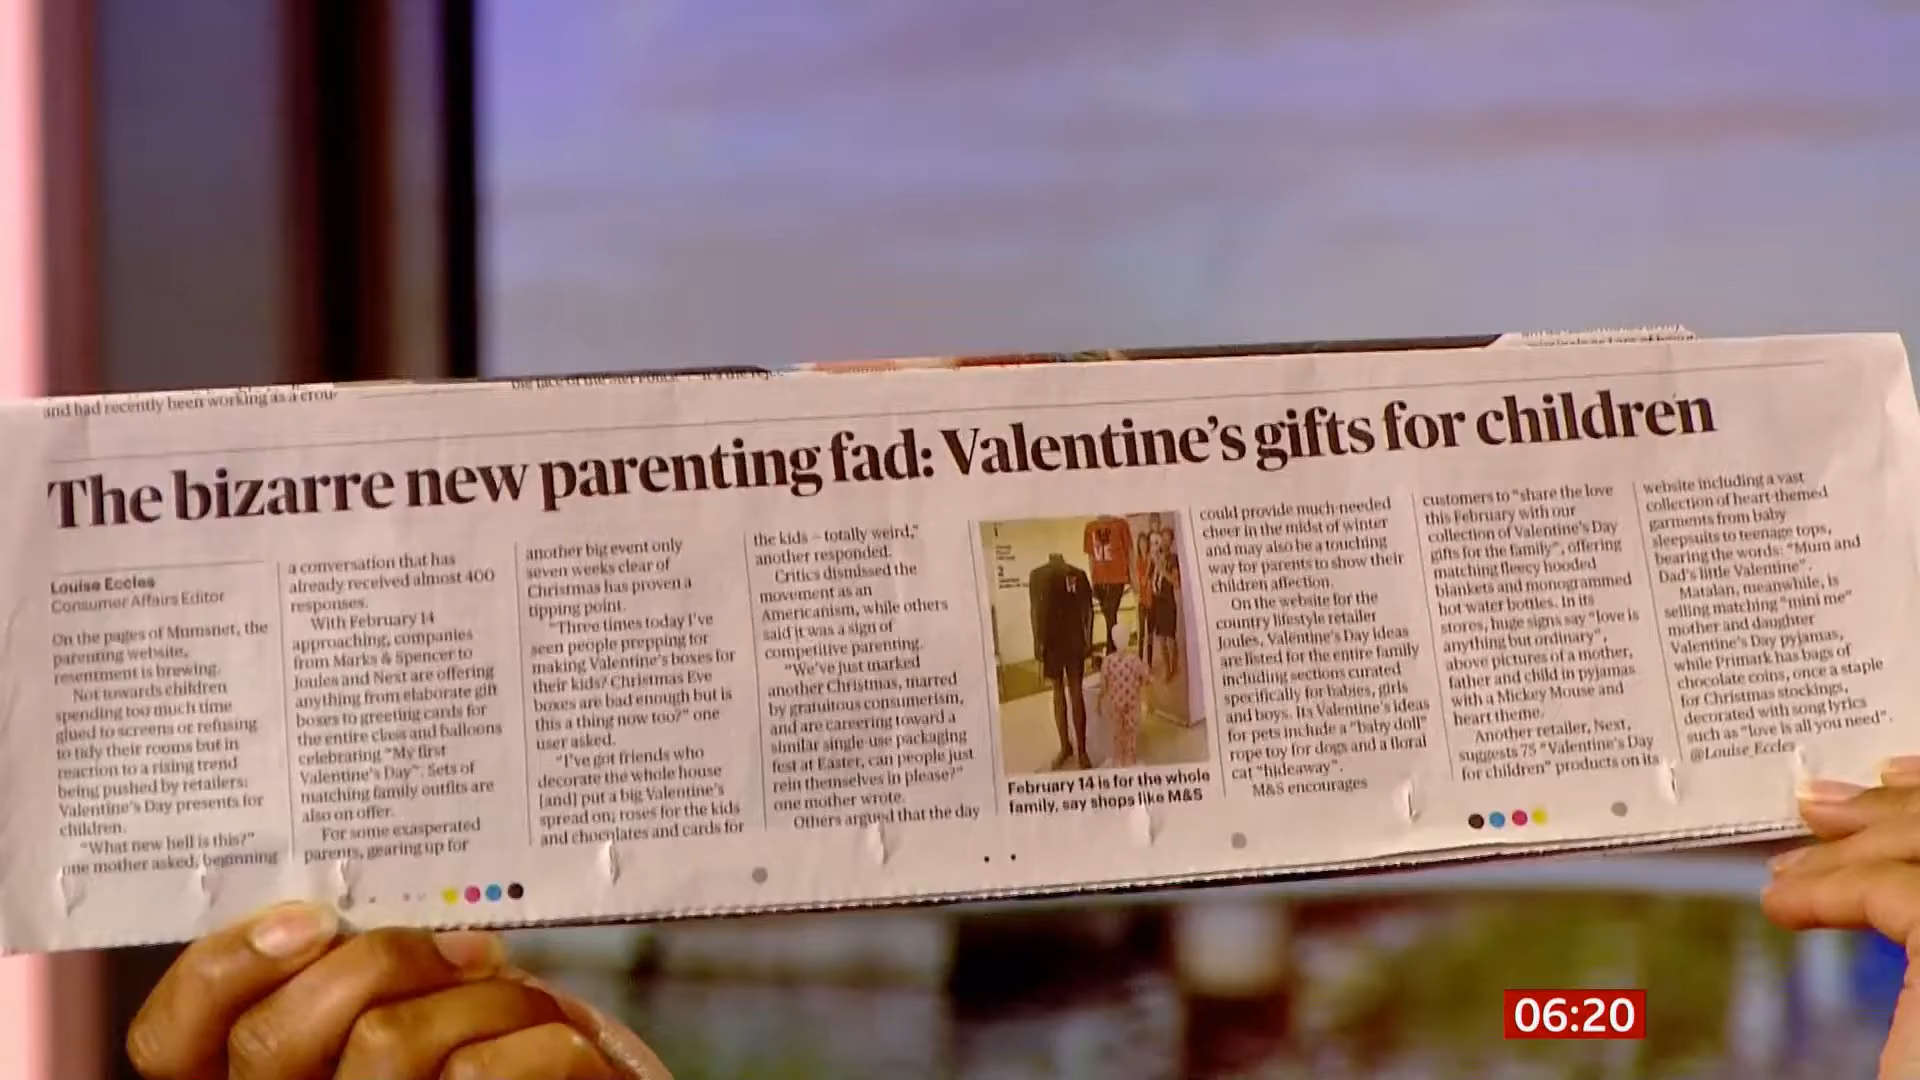 and had recently been working as a crou
The bizarre new parenting fad: Valentine's gifts for children
Louise Eccles
Consumer Affairs Editor
On the pages of Mumsnet, the
parenting website,
resentment is brewing.
Not towards children
spending too much time
glued to screens or refusing
to tidy their rooms but in
reaction to a rising trend
being pushed by retailers:
Valentine's Day presents for
children.
"What new hell is this?"
one mother asked, beginning
a conversation that has
already received almost 400
responses.
With February 14
approaching, companies
from Marks & Spencer to
Joules and Next are offering
anything from elaborate gift
boxes to greeting cards for
the entire class and balloons
celebrating "My first
Valentine's Day". Sets of
matching family outfits are
also on offer.
For some exasperated
parents, gearing up for
another big event only
seven weeks clear of
Christmas has proven a
tipping point.
"Three times today I've
seen people prepping for
making Valentine's boxes for
their kids? Christmas Eve
boxes are bad enough but is
this a thing now too?" one
user asked.
"I've got friends who
decorate the whole house
[and] put a big Valentine's
spread on; roses for the kids
and chocolates and cards for
the kids – totally weird,"
another responded.
Critics dismissed the
movement as an
Americanism, while others
said it was a sign of
competitive parenting.
"We've just marked
another Christmas, marred
by gratuitous consumerism,
and are careering toward a
similar single-use packaging
fest at Easter, can people just
rein themselves in please?"
one mother wrote.
Others argued that the day
February 14 is for the whole
family, say shops like M&S
could provide much-needed
cheer in the midst of winter
and may also be a touching
way for parents to show their
children affection.
On the website for the
country lifestyle retailer
Joules, Valentine's Day ideas
are listed for the entire family
including sections curated
specifically for babies, girls
and boys. Its Valentine's ideas
for pets include a "baby doll"
rope toy for dogs and a floral
cat "hideaway".
M&S encourages
customers to "share the love
this February with our
collection of Valentine's Day
gifts for the family", offering
matching fleecy hooded
blankets and monogrammed
hot water bottles. In its
stores, huge signs say "love is
anything but ordinary",
above pictures of a mother,
father and child in pyjamas
with a Mickey Mouse and
heart theme.
Another retailer, Next,
suggests 75 "Valentine's Day
for children" products on its
website including a vast
collection of heart-themed
garments from baby
sleepsuits to teenage tops,
bearing the words: "Mum and
Dad's little Valentine".
Matalan, meanwhile, is
selling matching "mini me"
mother and daughter
Valentine's Day pyjamas,
while Primark has bags of
chocolate coins, once a staple
for Christmas stockings,
decorated with song lyrics
such as "love is all you need".
@Louise_Eccles
06:20